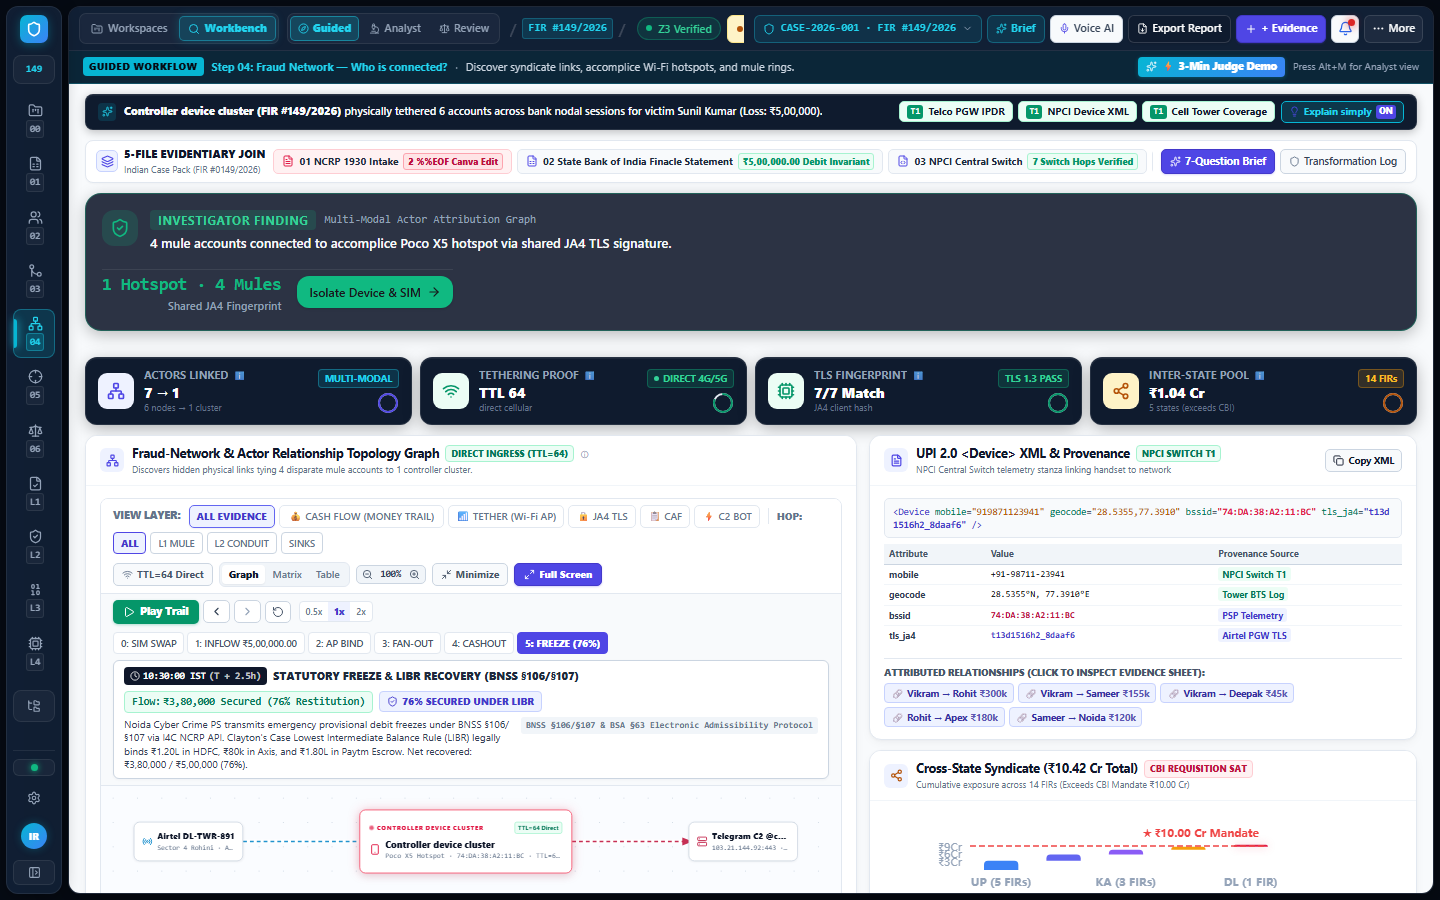 Workspaces
Workbench
Guided
Analyst
Review
/
FIR #149/2026
/
Z3 Verified
CASE-2026-001 · FIR #149/2026
Brief
Voice AI
Export Report
+ Evidence
More
149
GUIDED WORKFLOW
Step 04: Fraud Network — Who is connected? · Discover syndicate links, accomplice Wi-Fi hotspots, and mule rings.
3-Min Judge Demo
Press Alt+M for Analyst view
00
01
02
03
04
05
06
L1
L2
L3
L4
IR
Controller device cluster (FIR #149/2026) physically tethered 6 accounts across bank nodal sessions for victim Sunil Kumar (Loss: ₹5,00,000).
T1 Telco PGW IPDR
T1 NPCI Device XML
T1 Cell Tower Coverage
Explain simply ON
5-FILE EVIDENTIARY JOIN
Indian Case Pack (FIR #0149/2026)
01 NCRP 1930 Intake 2 %%EOF Canva Edit
02 State Bank of India Finacle Statement ₹5,00,000.00 Debit Invariant
03 NPCI Central Switch 7 Switch Hops Verified
7-Question Brief
Transformation Log
INVESTIGATOR FINDING
Multi-Modal Actor Attribution Graph
4 mule accounts connected to accomplice Poco X5 hotspot via shared JA4 TLS signature.
1 Hotspot · 4 Mules
Shared JA4 Fingerprint
Isolate Device & SIM →
ACTORS LINKED
7 → 1
6 nodes → 1 cluster
MULTI-MODAL
TETHERING PROOF
TTL 64
direct cellular
DIRECT 4G/5G
TLS FINGERPRINT
7/7 Match
JA4 client hash
TLS 1.3 PASS
INTER-STATE POOL
₹1.04 Cr
5 states (exceeds CBI)
14 FIRs
Fraud-Network & Actor Relationship Topology Graph DIRECT INGRESS (TTL=64)
Discovers hidden physical links tying 4 disparate mule accounts to 1 controller cluster.
VIEW LAYER:
ALL EVIDENCE
CASH FLOW (MONEY TRAIL)
TETHER (Wi-Fi AP)
JA4 TLS
CAF
C2 BOT
HOP:
ALL
L1 MULE
L2 CONDUIT
SINKS
TTL=64 Direct
Graph
Matrix
Table
100%
Minimize
Full Screen
Play Trail
0.5x
1x
2x
0: SIM SWAP
1: INFLOW ₹5,00,000.00
2: AP BIND
3: FAN-OUT
4: CASHOUT
5: FREEZE (76%)
10:30:00 IST (T + 2.5h) STATUTORY FREEZE & LIBR RECOVERY (BNSS §106/§107)
Flow: ₹3,80,000 Secured (76% Restitution)
76% SECURED UNDER LIBR
Noida Cyber Crime PS transmits emergency provisional debit freezes under BNSS §106/
§107 via I4C NCRP API. Clayton's Case Lowest Intermediate Balance Rule (LIBR) legally
binds ₹1.20L in HDFC, ₹80k in Axis, and ₹1.80L in Paytm Escrow. Net recovered:
₹3,80,000 / ₹5,00,000 (76%).
BNSS §106/§107 & BSA §63 Electronic Admissibility Protocol
Airtel DL-TWR-891
Sector 4 Rohini · A…
CONTROLLER DEVICE CLUSTER
TTL=64 Direct
Controller device cluster
Poco X5 Hotspot · 74:DA:38:A2:11:BC · TTL=6…
Telegram C2 @c…
103.21.144.92:443 ·…
UPI 2.0 <Device> XML & Provenance NPCI SWITCH T1
NPCI Central Switch telemetry stanza linking handset to network
Copy XML
<Device mobile="919871123941" geocode="28.5355,77.3910" bssid="74:DA:38:A2:11:BC" tls_ja4="t13d
1516h2_8daaf6" />
Attribute Value Provenance Source
mobile +91-98711-23941 NPCI Switch T1
geocode 28.5355°N, 77.3910°E Tower BTS Log
bssid 74:DA:38:A2:11:BC PSP Telemetry
tls_ja4 t13d1516h2_8daaf6 Airtel PGW TLS
ATTRIBUTED RELATIONSHIPS (CLICK TO INSPECT EVIDENCE SHEET):
Vikram → Rohit ₹300k
Vikram → Sameer ₹155k
Vikram → Deepak ₹45k
Rohit → Apex ₹180k
Sameer → Noida ₹120k
Cross-State Syndicate (₹10.42 Cr Total) CBI REQUISITION SAT
Cumulative exposure across 14 FIRs (Exceeds CBI Mandate ₹10.00 Cr)
★ ₹10.00 Cr Mandate
₹9Cr
₹6Cr
₹3Cr
UP (5 FIRs)
KA (3 FIRs)
DL (1 FIR)